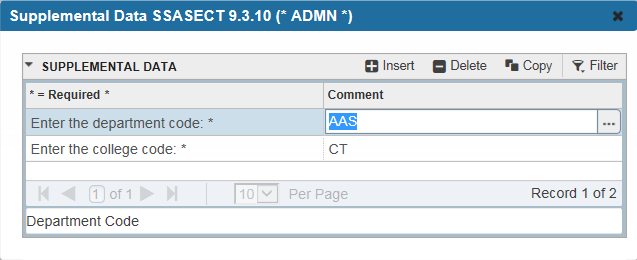 Supplemental Data SSASECT 9.3.10 (* ADMN *)
SUPPLEMENTAL DATA Insert Delete Copy Filter
* = Required * Comment
Enter the department code: * AAS ...
Enter the college code: * CT
1 of 1 10 Per Page Record 1 of 2
Department Code